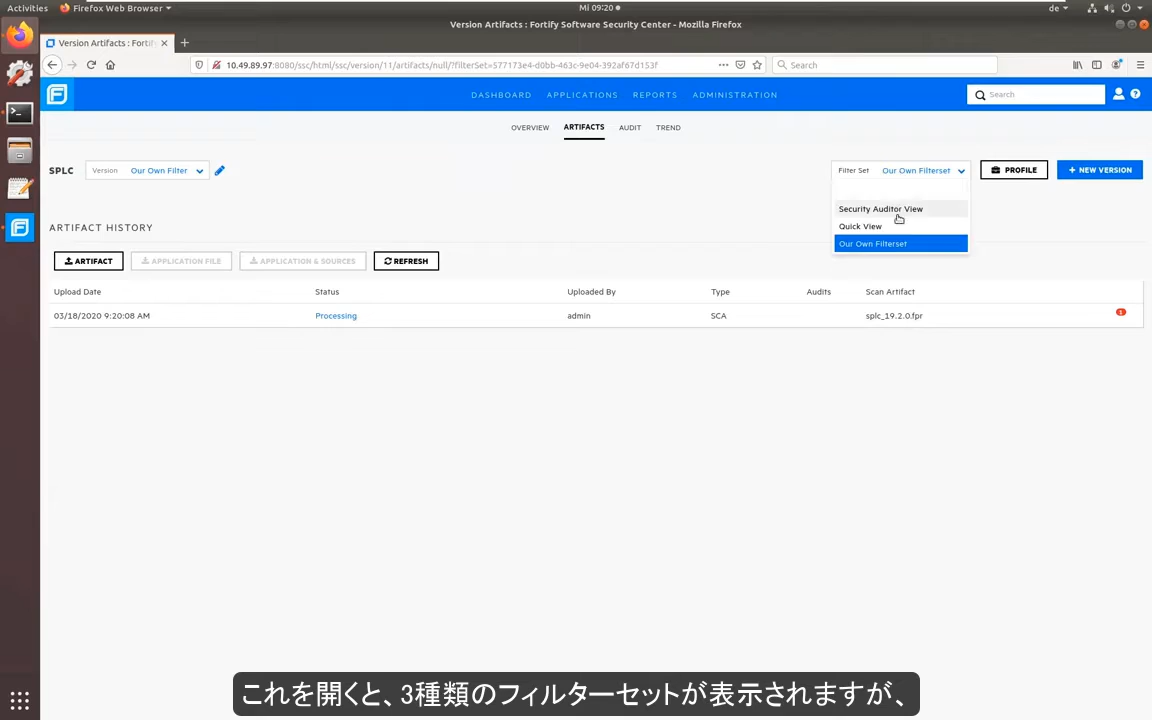 Activities
Firefox Web Browser
Mi 09:20
de
Version Artifacts : Fortify Software Security Center - Mozilla Firefox
Version Artifacts : Fortif
10.49.89.97:8080/ssc/html/ssc/version/11/artifacts/null/?filterSet=577173e4-d0bb-463c-9e04-392af67d153f
Search
DASHBOARD
APPLICATIONS
REPORTS
ADMINISTRATION
Search
OVERVIEW
ARTIFACTS
AUDIT
TREND
SPLC
Version
Our Own Filter
Filter Set
Our Own Filterset
PROFILE
+ NEW VERSION
Security Auditor View
Quick View
Our Own Filterset
ARTIFACT HISTORY
ARTIFACT
APPLICATION FILE
APPLICATION & SOURCES
REFRESH
Upload Date
Status
Uploaded By
Type
Audits
Scan Artifact
03/18/2020 9:20:08 AM
Processing
admin
SCA
splc_19.2.0.fpr
1
これを開くと、3種類のフィルターセットが表示されますが、